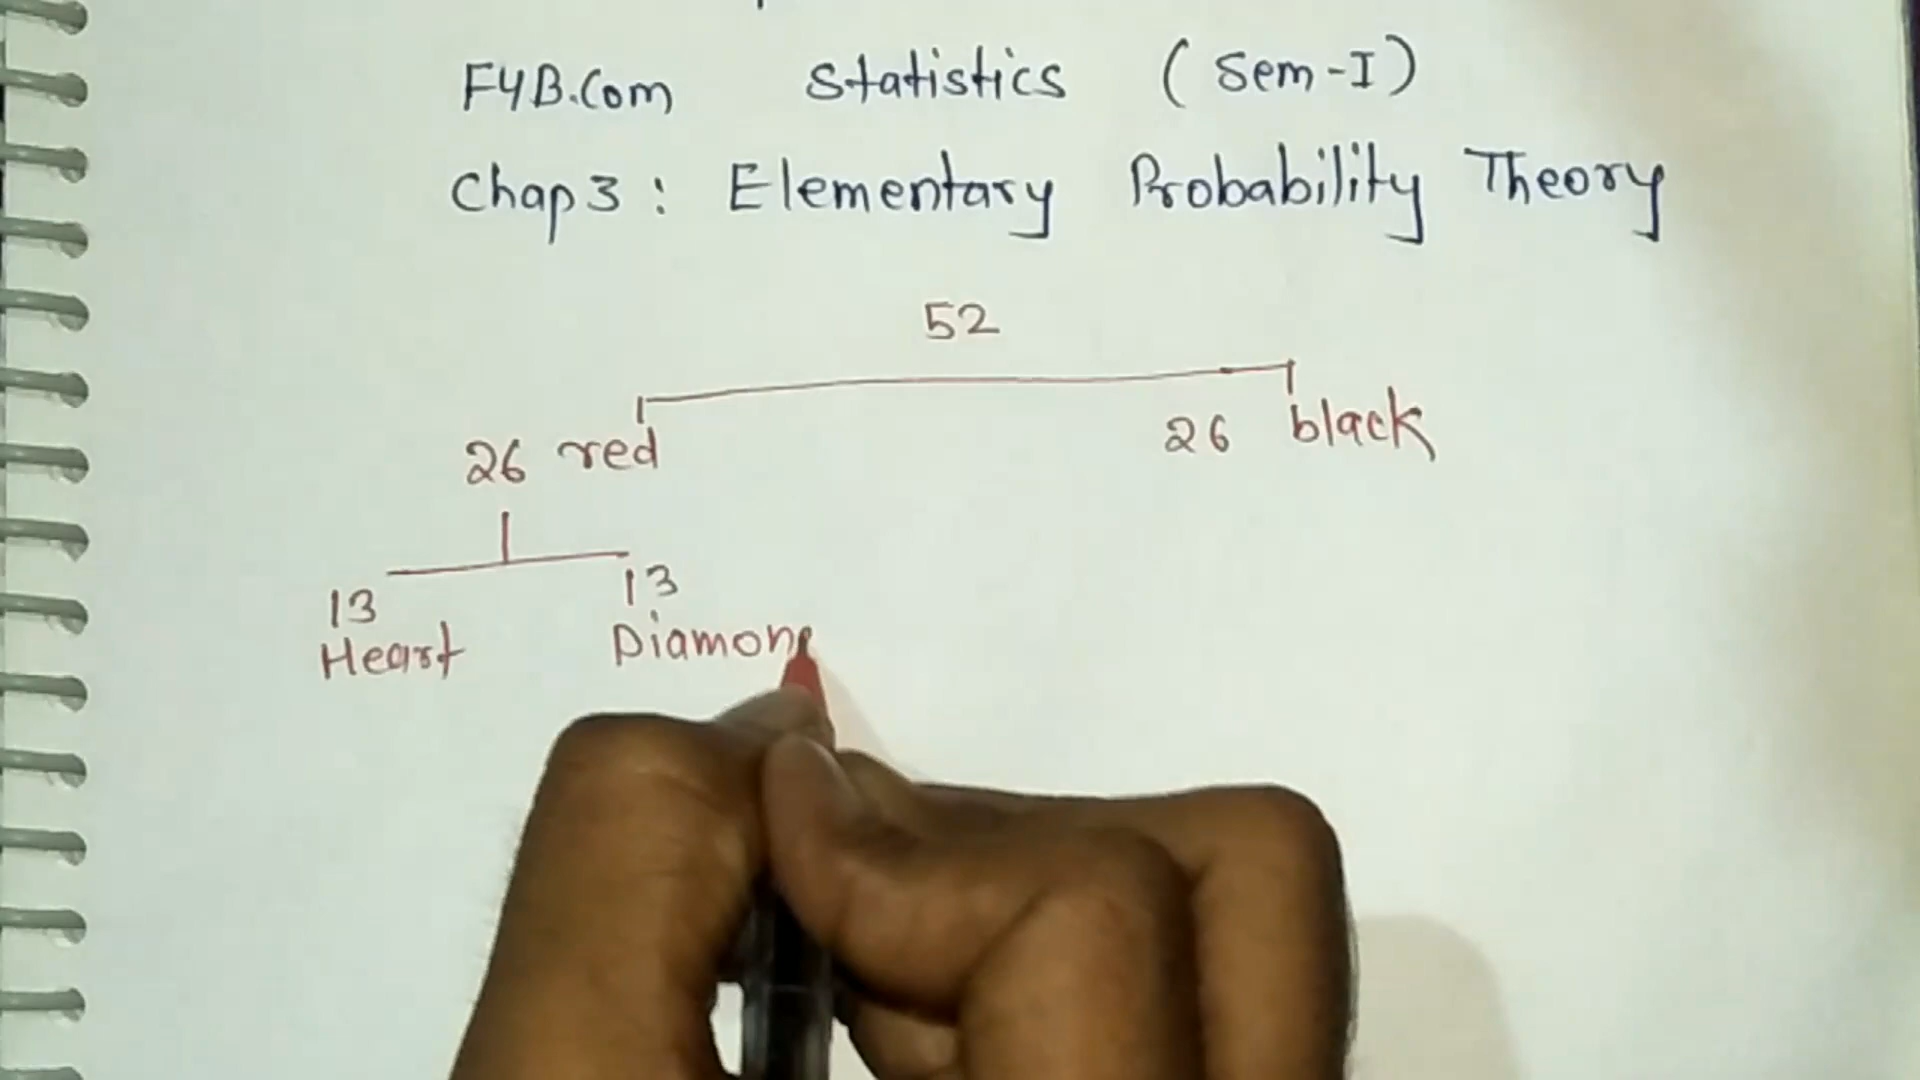 FYB.Com Statistics (Sem-I)
Chap 3: Elementary Probability Theory
52
26 red 26 black
13 13
Heart Diamon